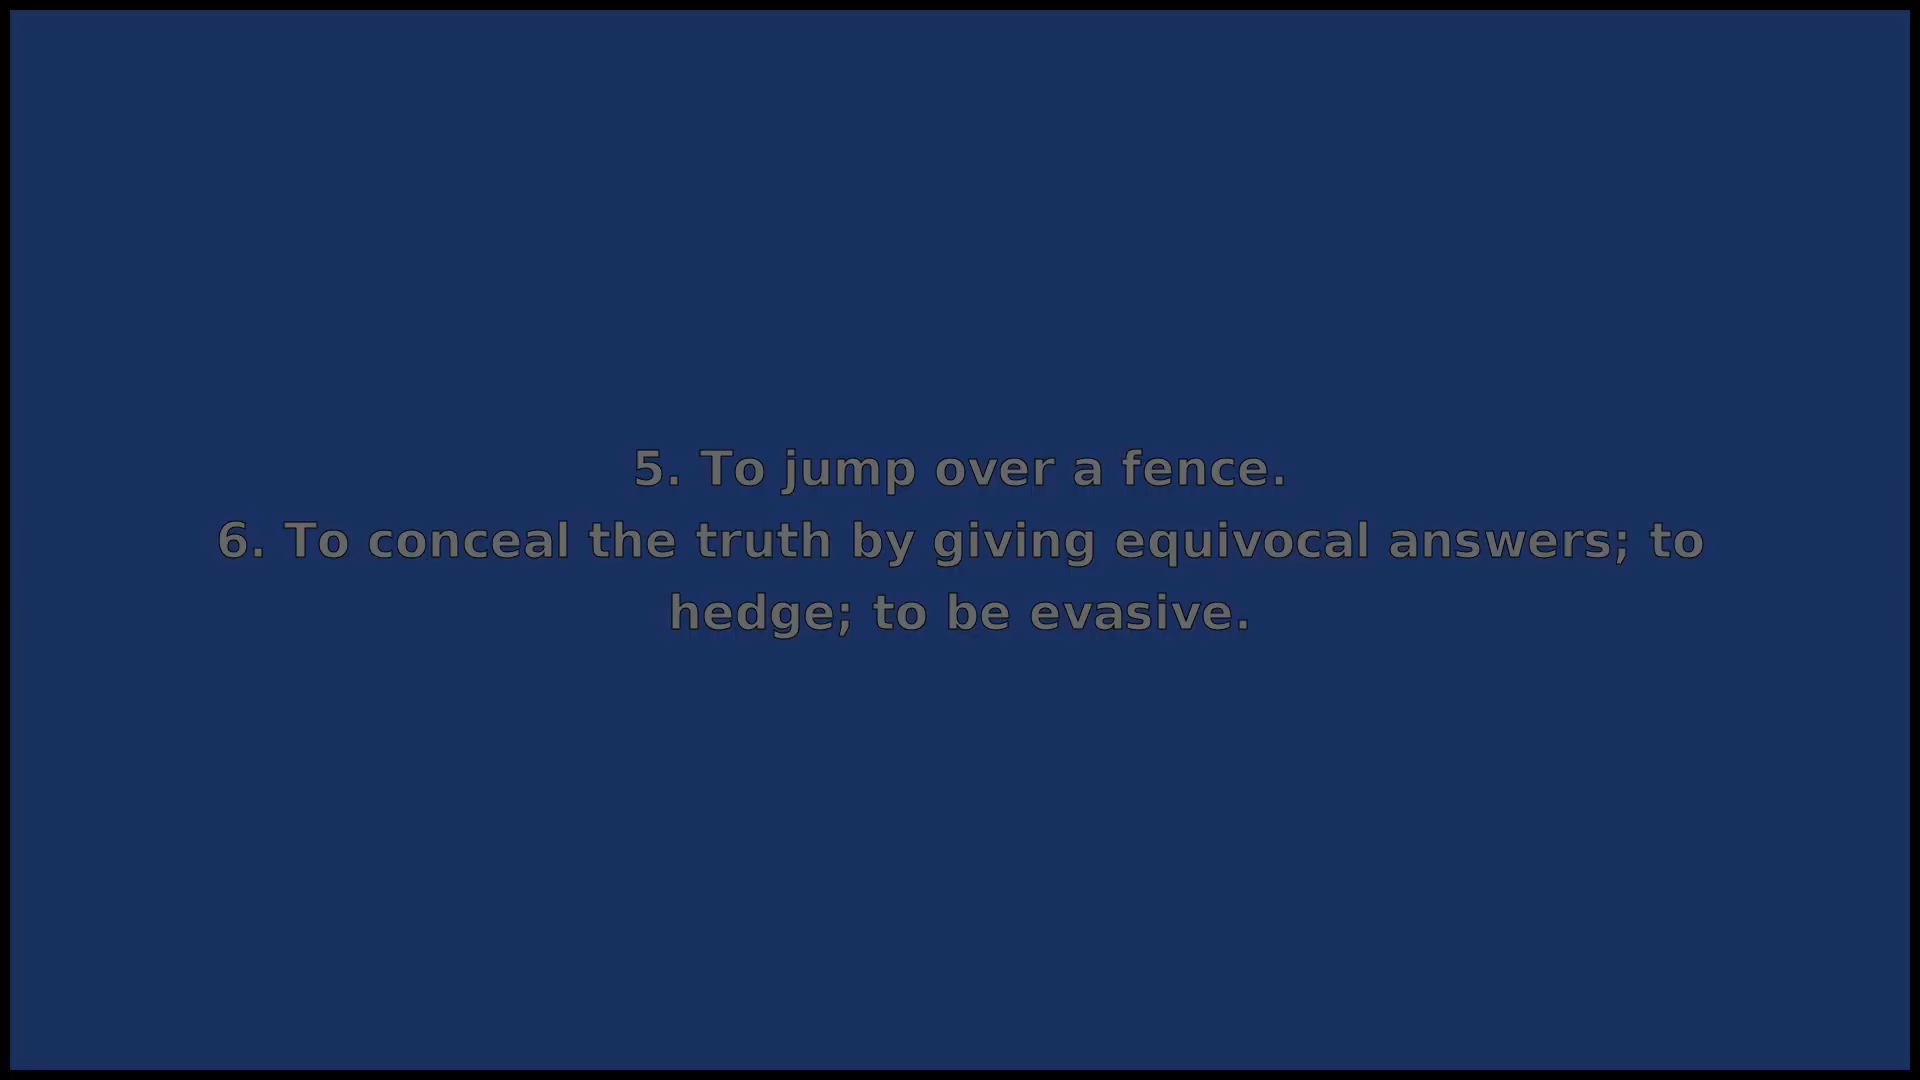 5. To jump over a fence.
6. To conceal the truth by giving equivocal answers; to
hedge; to be evasive.